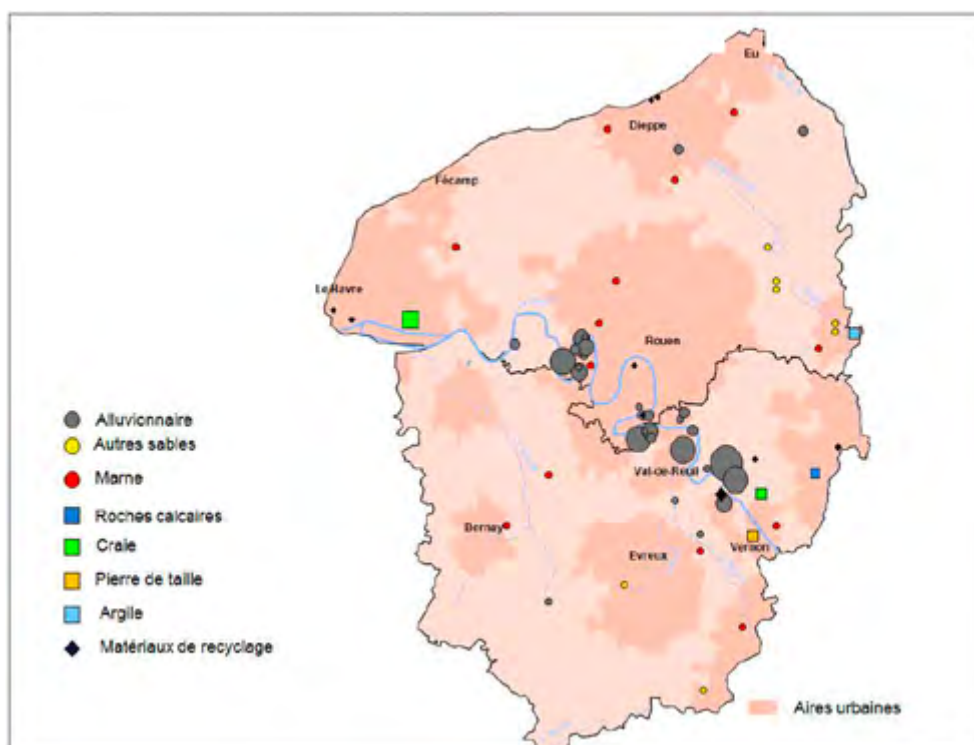 Eu
Dieppe
Fécamp
Le Havre
Rouen
Val-de-Reuil
Bernay
Evreux
Vernon
Alluvionnaire
Autres sables
Marne
Roches calcaires
Craie
Pierre de taille
Argile
Matériaux de recyclage
Aires urbaines